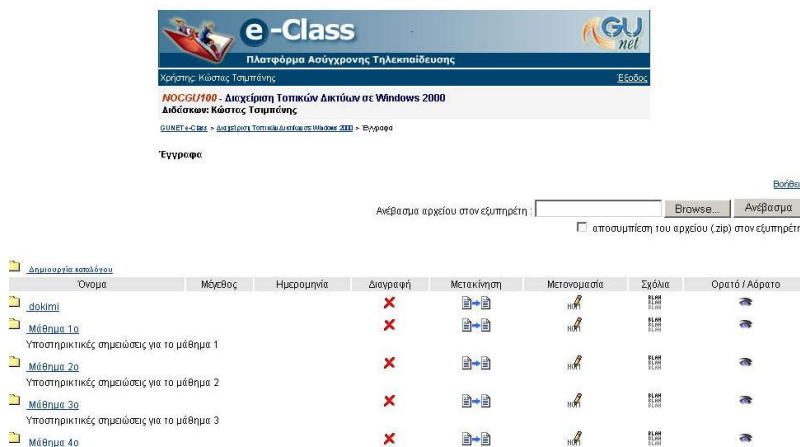 e-Class
GUnet
Πλατφόρμα Ασύγχρονης Τηλεκπαίδευσης
Χρήστης: Κώστας Τσιμπάνης Έξοδος
NOCGU100 - Διαχείριση Τοπικών Δικτύων σε Windows 2000
Διδάσκων: Κώστας Τσιμπάνης
GUNET e-Class > Διαχείριση Τοπικών Δικτύων σε Windows 2000 > Έγγραφα
Έγγραφα
Βοήθει
Ανέβασμα αρχείου στον εξυπηρέτη : Browse... Ανέβασμα
αποσυμπίεση του αρχείου (.zip) στον εξυπηρέτη
Δημιουργία καταλόγου
Όνομα Μέγεθος Ημερομηνία Διαγραφή Μετακίνηση Μετονομασία Σχόλια Ορατό / Αόρατο
dokimi
Μάθημα 1ο
Υποστηρικτικές σημειώσεις για το μάθημα 1
Μάθημα 2ο
Υποστηρικτικές σημειώσεις για το μάθημα 2
Μάθημα 3ο
Υποστηρικτικές σημειώσεις για το μάθημα 3
Μάθημα 4ο